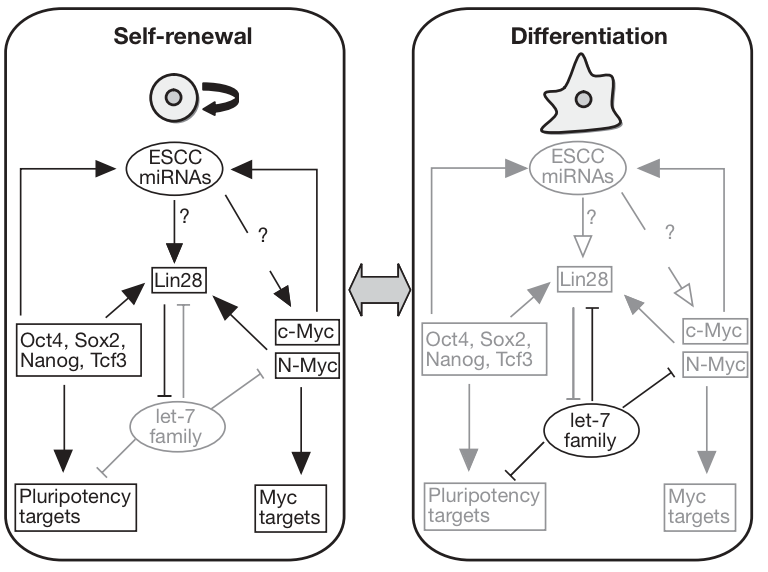 Self-renewal
ESCC
miRNAs
?
?
Lin28
Oct4, Sox2,
Nanog, Tcf3
c-Myc
N-Myc
let-7
family
Pluripotency
targets
Myc
targets
Differentiation
ESCC
miRNAs
?
?
Lin28
Oct4, Sox2,
Nanog, Tcf3
c-Myc
N-Myc
let-7
family
Pluripotency
targets
Myc
targets